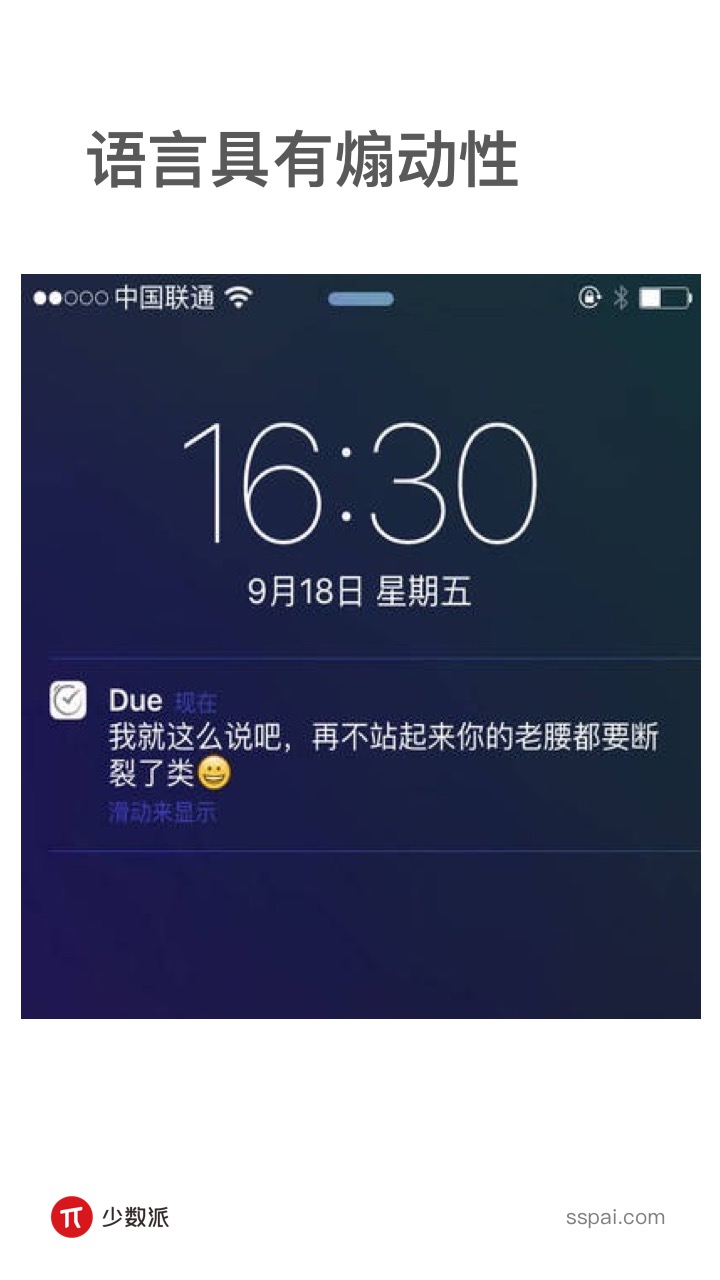 语言具有煽动性
中国联通
16:30
9月18日 星期五
Due 现在
我就这么说吧，再不站起来你的老腰都要断
裂了类😀
滑动来显示
少数派
sspai.com